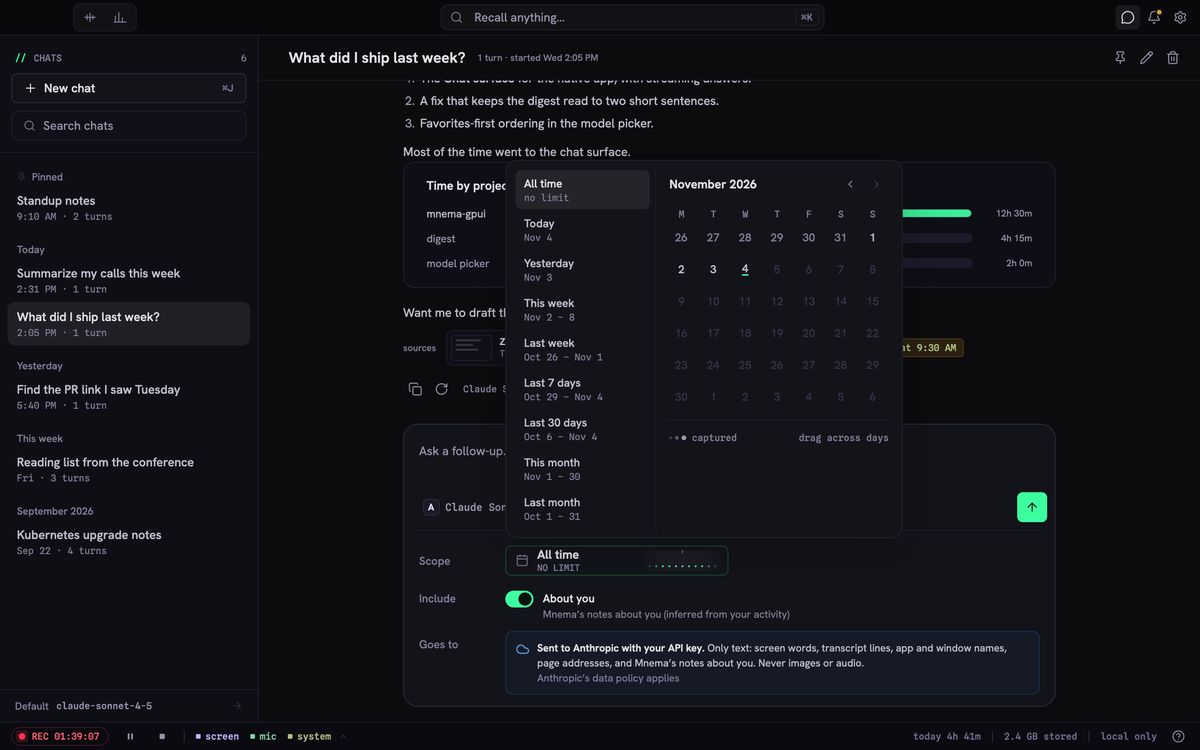 Recall anything...
⌘K
// CHATS 6
+ New chat ⌘J
Search chats
Pinned
Standup notes
9:10 AM · 2 turns
Today
Summarize my calls this week
2:31 PM · 1 turn
What did I ship last week?
2:05 PM · 1 turn
Yesterday
Find the PR link I saw Tuesday
5:40 PM · 1 turn
This week
Reading list from the conference
Fri · 3 turns
September 2026
Kubernetes upgrade notes
Sep 22 · 4 turns
Default claude-sonnet-4-5
What did I ship last week? 1 turn · started Wed 2:05 PM
2. A fix that keeps the digest read to two short sentences.
3. Favorites-first ordering in the model picker.
Most of the time went to the chat surface.
Time by projec
mnema-gpui 12h 30m
digest 4h 15m
model picker 2h 0m
Want me to draft th
sources
at 9:30 AM
Claude S
All time
no limit
Today
Nov 4
Yesterday
Nov 3
This week
Nov 2 – 8
Last week
Oct 26 – Nov 1
Last 7 days
Oct 29 – Nov 4
Last 30 days
Oct 6 – Nov 4
This month
Nov 1 – 30
Last month
Oct 1 – 31
November 2026
M T W T F S S
26 27 28 29 30 31 1
2 3 4 5 6 7 8
9 10 11 12 13 14 15
16 17 18 19 20 21 22
23 24 25 26 27 28 29
30 1 2 3 4 5 6
captured drag across days
Ask a follow-up.
A Claude Son
Scope
All time
NO LIMIT
Include
About you
Mnema's notes about you (inferred from your activity)
Goes to
Sent to Anthropic with your API key. Only text: screen words, transcript lines, app and window names,
page addresses, and Mnema's notes about you. Never images or audio.
Anthropic's data policy applies
REC 01:39:07
screen mic system
today 4h 41m 2.4 GB stored local only